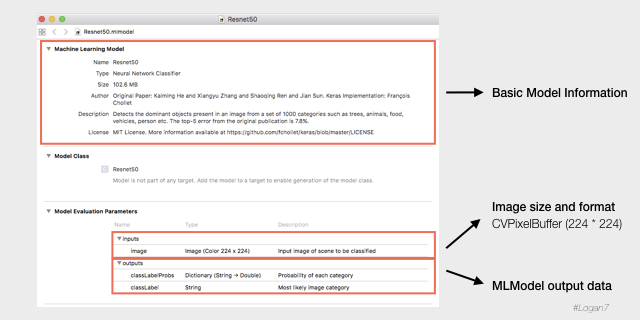 Resnet50
Resnet50.mlmodel
Machine Learning Model
Name Resnet50
Type Neural Network Classifier
Size 102.6 MB
Author Original Paper: Kaiming He and Xiangyu Zhang and Shaoqing Ren and Jian Sun. Keras Implementation: François
Chollet
Description Detects the dominant objects present in an image from a set of 1000 categories such as trees, animals, food,
vehicles, person etc. The top-5 error from the original publication is 7.8%.
License MIT License. More information available at https://github.com/fchollet/keras/blob/master/LICENSE
Basic Model Information
Model Class
C Resnet50
Model is not part of any target. Add the model to a target to enable generation of the model class.
Model Evaluation Parameters
Name Type Description
inputs
image Image (Color 224 x 224) Input image of scene to be classified
outputs
classLabelProbs Dictionary (String → Double) Probability of each category
classLabel String Most likely image category
Image size and format
CVPixelBuffer (224 * 224)
MLModel output data
#Logan7